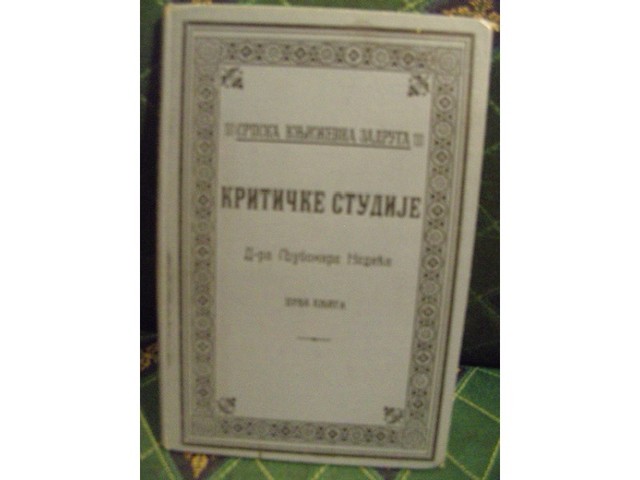 СРПСКА КЊИЖЕВНА ЗАДРУГА
КРИТИЧКЕ СТУДИЈЕ
Д-ра Љубомира Недића
ПРВА КЊИГА